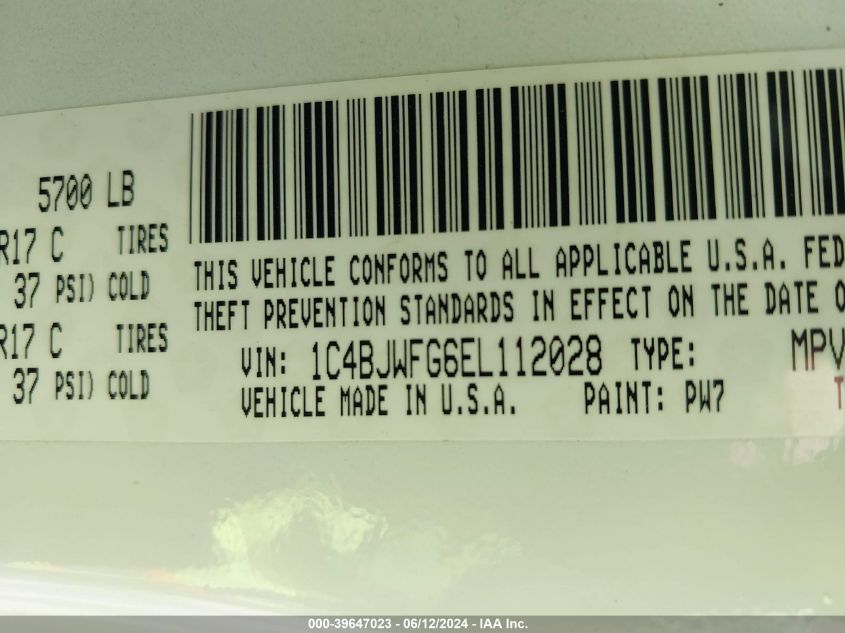 5700 LB
R17 C TIRES
37 PSI) COLD
R17 C TIRES
37 PSI) COLD
THIS VEHICLE CONFORMS TO ALL APPLICABLE U.S.A. FED
THEFT PREVENTION STANDARDS IN EFFECT ON THE DATE O
VIN: 1C4BJWFG6EL112028 TYPE: MPV
VEHICLE MADE IN U.S.A. PAINT: PW7 T
000-39647023 - 06/12/2024 - IAA Inc.